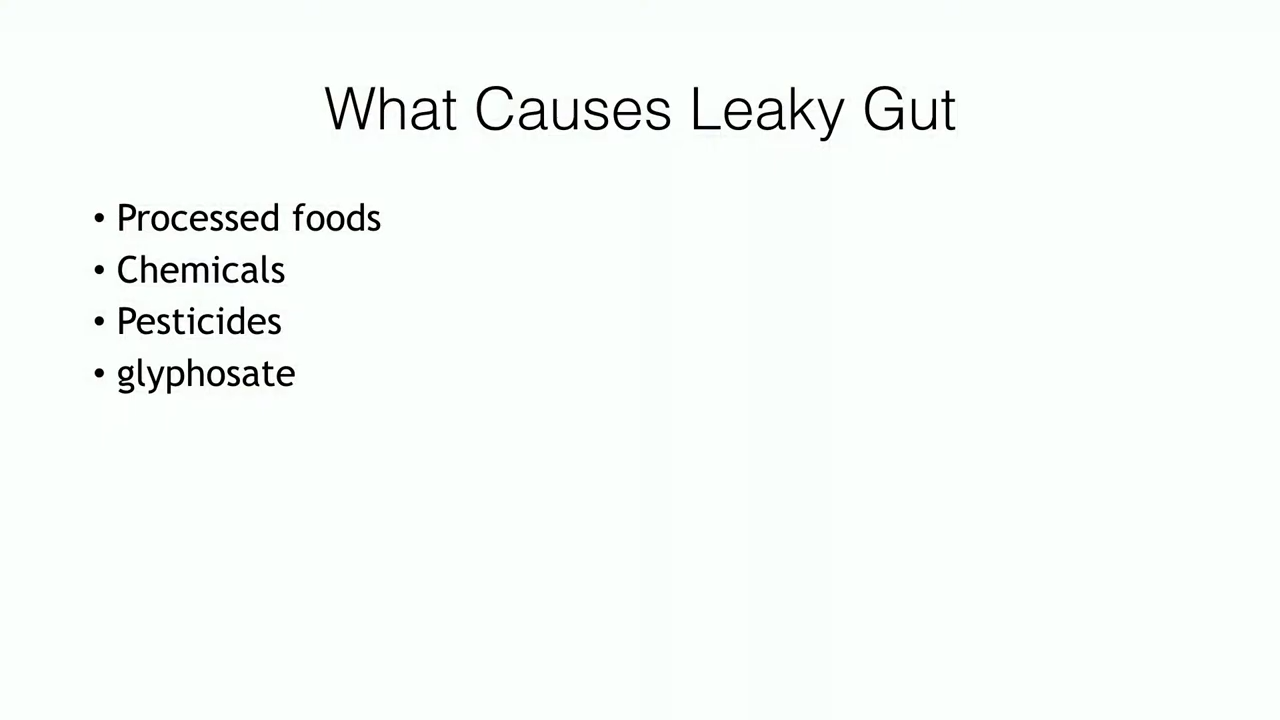 What Causes Leaky Gut
• Processed foods
• Chemicals
• Pesticides
• glyphosate